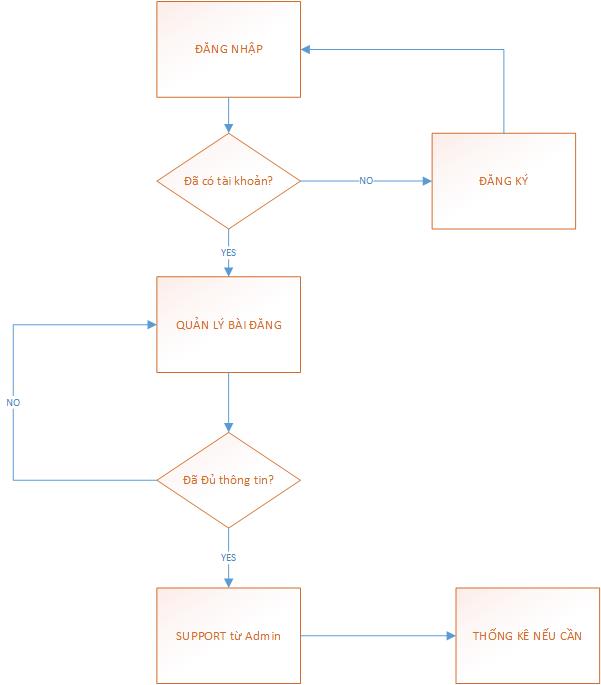 ĐĂNG NHẬP
Đã có tài khoản?
NO
ĐĂNG KÝ
YES
QUẢN LÝ BÀI ĐĂNG
NO
Đã Đủ thông tin?
YES
SUPPORT từ Admin
THỐNG KÊ NẾU CẦN